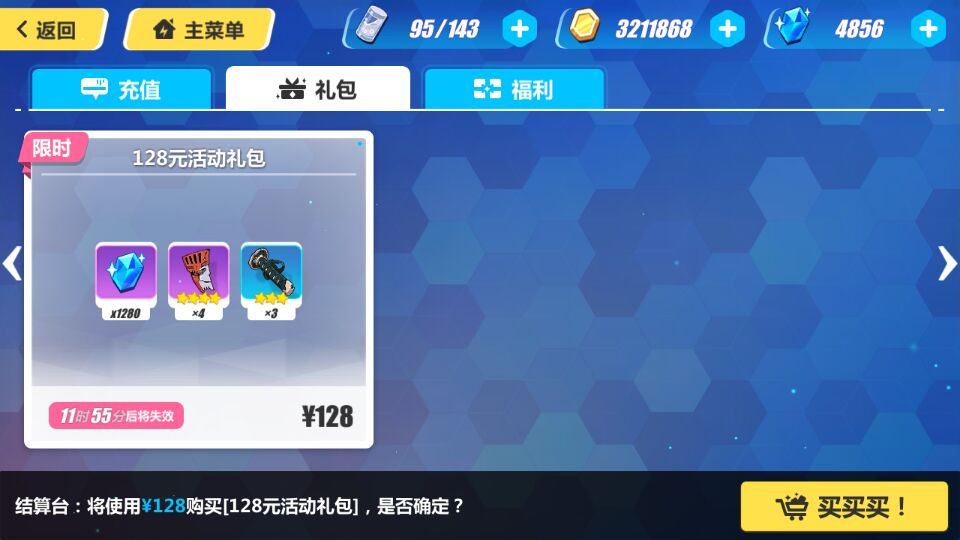 返回 主菜单 95/143 3211868 4856
充值 礼包 福利
限时
128元活动礼包
x1280 ×4 ×3
11时55分后将失效 ¥128
结算台：将使用¥128购买[128元活动礼包]，是否确定？ 买买买！